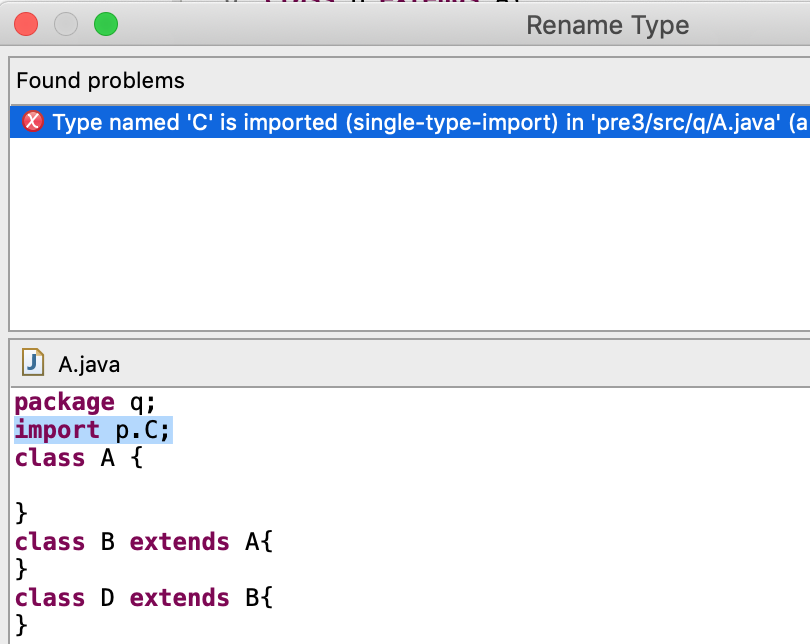 Rename Type
Found problems
Type named 'C' is imported (single-type-import) in 'pre3/src/q/A.java' (a
A.java
package q;
import p.C;
class A {
}
class B extends A{
}
class D extends B{
}